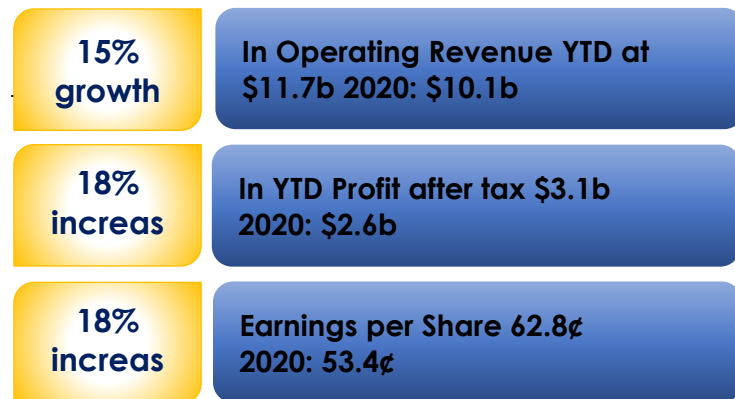 15%
growth
In Operating Revenue YTD at
$11.7b 2020: $10.1b
18%
increas
In YTD Profit after tax $3.1b
2020: $2.6b
18%
increas
Earnings per Share 62.8¢
2020: 53.4¢